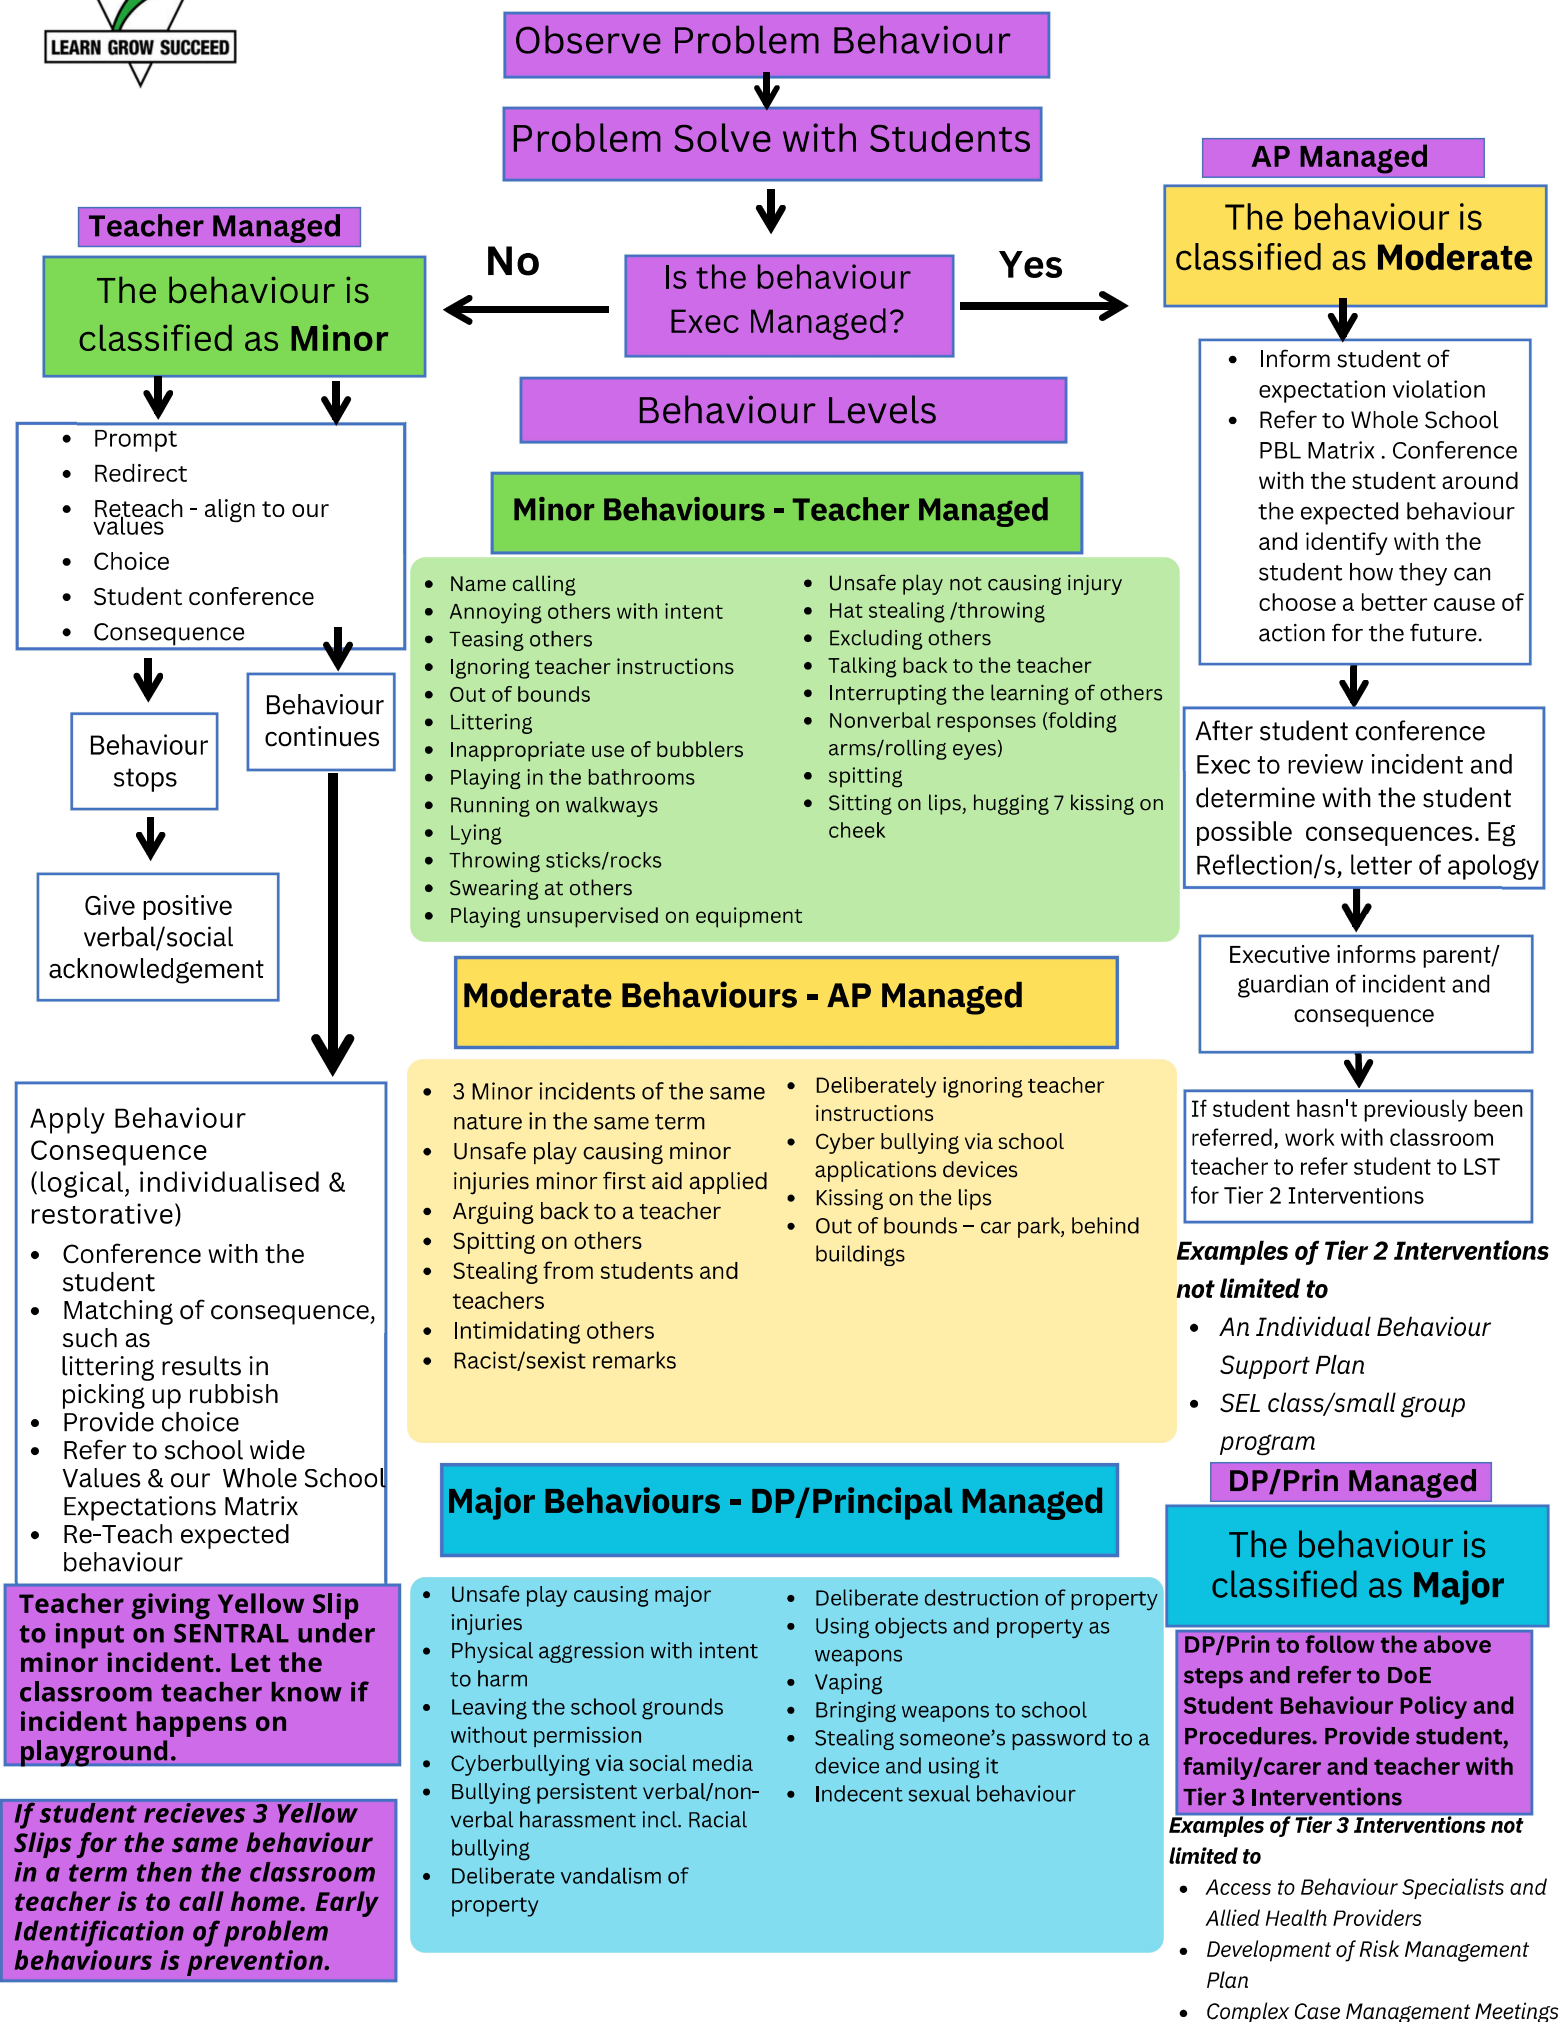 LEARN GROW SUCCEED
Observe Problem Behaviour
Problem Solve with Students
Is the behaviour
Exec Managed?
No
Yes
Teacher Managed
The behaviour is
classified as Minor
• Prompt
• Redirect
• Reteach - align to our
values
• Choice
• Student conference
• Consequence
Behaviour
stops
Behaviour
continues
Give positive
verbal/social
acknowledgement
Apply Behaviour
Consequence
(logical, individualised &
restorative)
• Conference with the
student
• Matching of consequence,
such as
littering results in
picking up rubbish
• Provide choice
• Refer to school wide
Values & our Whole School
Expectations Matrix
• Re-Teach expected
behaviour
Teacher giving Yellow Slip
to input on SENTRAL under
minor incident. Let the
classroom teacher know if
incident happens on
playground.
If student recieves 3 Yellow
Slips for the same behaviour
in a term then the classroom
teacher is to call home. Early
Identification of problem
behaviours is prevention.
Behaviour Levels
Minor Behaviours - Teacher Managed
• Name calling
• Annoying others with intent
• Teasing others
• Ignoring teacher instructions
• Out of bounds
• Littering
• Inappropriate use of bubblers
• Playing in the bathrooms
• Running on walkways
• Lying
• Throwing sticks/rocks
• Swearing at others
• Playing unsupervised on equipment
• Unsafe play not causing injury
• Hat stealing /throwing
• Excluding others
• Talking back to the teacher
• Interrupting the learning of others
• Nonverbal responses (folding
arms/rolling eyes)
• spitting
• Sitting on lips, hugging 7 kissing on
cheek
Moderate Behaviours - AP Managed
• 3 Minor incidents of the same
nature in the same term
• Unsafe play causing minor
injuries minor first aid applied
• Arguing back to a teacher
• Spitting on others
• Stealing from students and
teachers
• Intimidating others
• Racist/sexist remarks
• Deliberately ignoring teacher
instructions
• Cyber bullying via school
applications devices
• Kissing on the lips
• Out of bounds – car park, behind
buildings
Major Behaviours - DP/Principal Managed
• Unsafe play causing major
injuries
• Physical aggression with intent
to harm
• Leaving the school grounds
without permission
• Cyberbullying via social media
• Bullying persistent verbal/non-
verbal harassment incl. Racial
bullying
• Deliberate vandalism of
property
• Deliberate destruction of property
• Using objects and property as
weapons
• Vaping
• Bringing weapons to school
• Stealing someone’s password to a
device and using it
• Indecent sexual behaviour
AP Managed
The behaviour is
classified as Moderate
• Inform student of
expectation violation
• Refer to Whole School
PBL Matrix . Conference
with the student around
the expected behaviour
and identify with the
student how they can
choose a better cause of
action for the future.
After student conference
Exec to review incident and
determine with the student
possible consequences. Eg
Reflection/s, letter of apology
Executive informs parent/
guardian of incident and
consequence
If student hasn't previously been
referred, work with classroom
teacher to refer student to LST
for Tier 2 Interventions
Examples of Tier 2 Interventions
not limited to
• An Individual Behaviour
Support Plan
• SEL class/small group
program
DP/Prin Managed
The behaviour is
classified as Major
DP/Prin to follow the above
steps and refer to DoE
Student Behaviour Policy and
Procedures. Provide student,
family/carer and teacher with
Tier 3 Interventions
Examples of Tier 3 Interventions not
limited to
• Access to Behaviour Specialists and
Allied Health Providers
• Development of Risk Management
Plan
• Complex Case Management Meetings